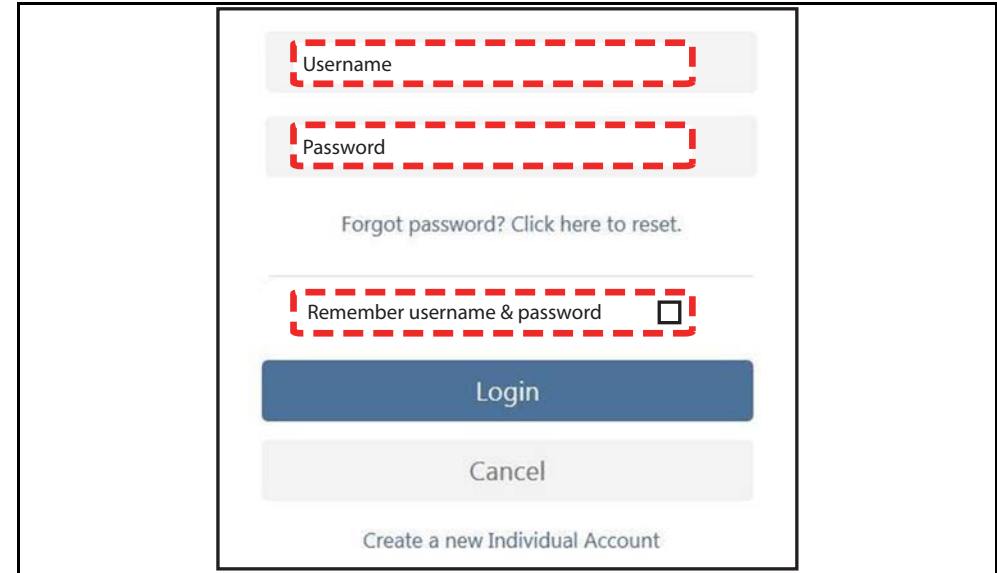 Username
Password
Forgot password? Click here to reset.
Remember username & password
Login
Cancel
Create a new Individual Account